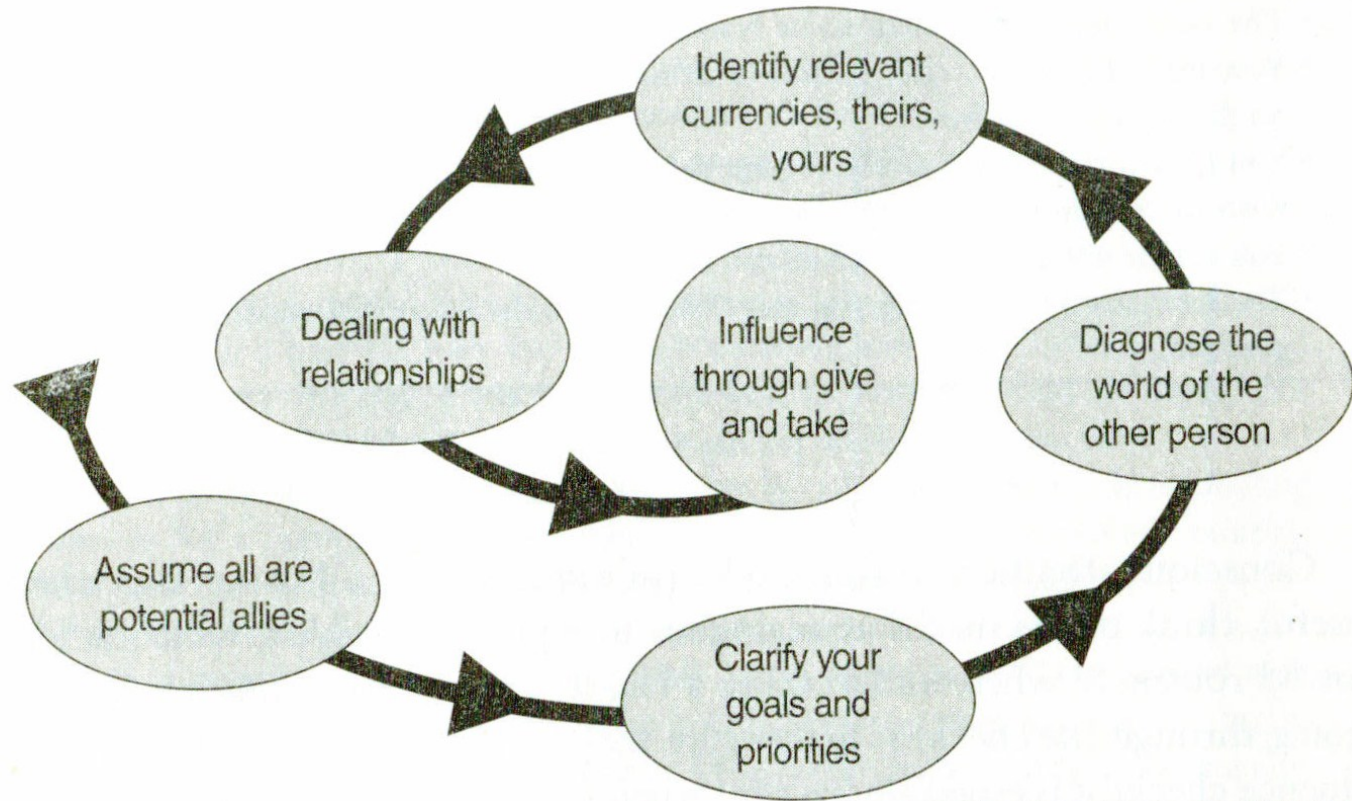 Identify relevant
currencies, theirs,
yours
Dealing with
relationships
Influence
through give
and take
Diagnose the
world of the
other person
Assume all are
potential allies
Clarify your
goals and
priorities